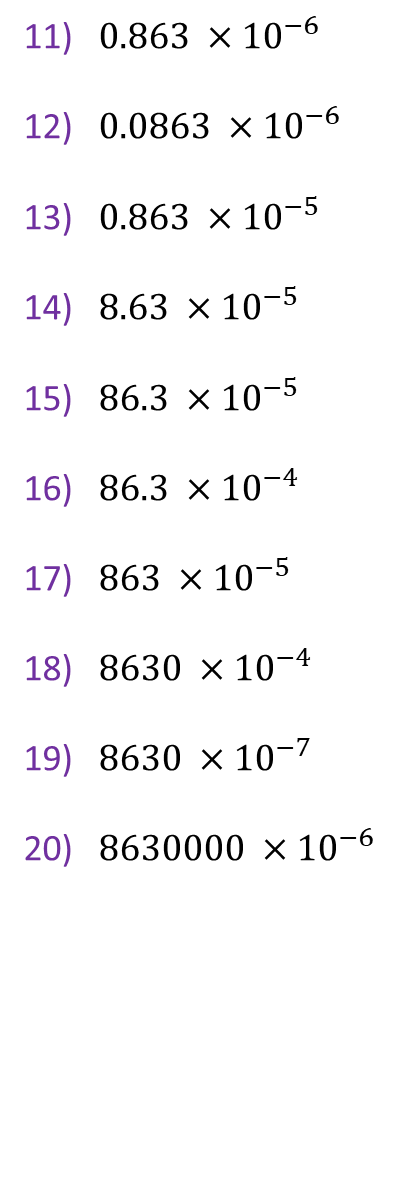 11) 0.863 × 10⁻⁶
12) 0.0863 × 10⁻⁶
13) 0.863 × 10⁻⁵
14) 8.63 × 10⁻⁵
15) 86.3 × 10⁻⁵
16) 86.3 × 10⁻⁴
17) 863 × 10⁻⁵
18) 8630 × 10⁻⁴
19) 8630 × 10⁻⁷
20) 8630000 × 10⁻⁶